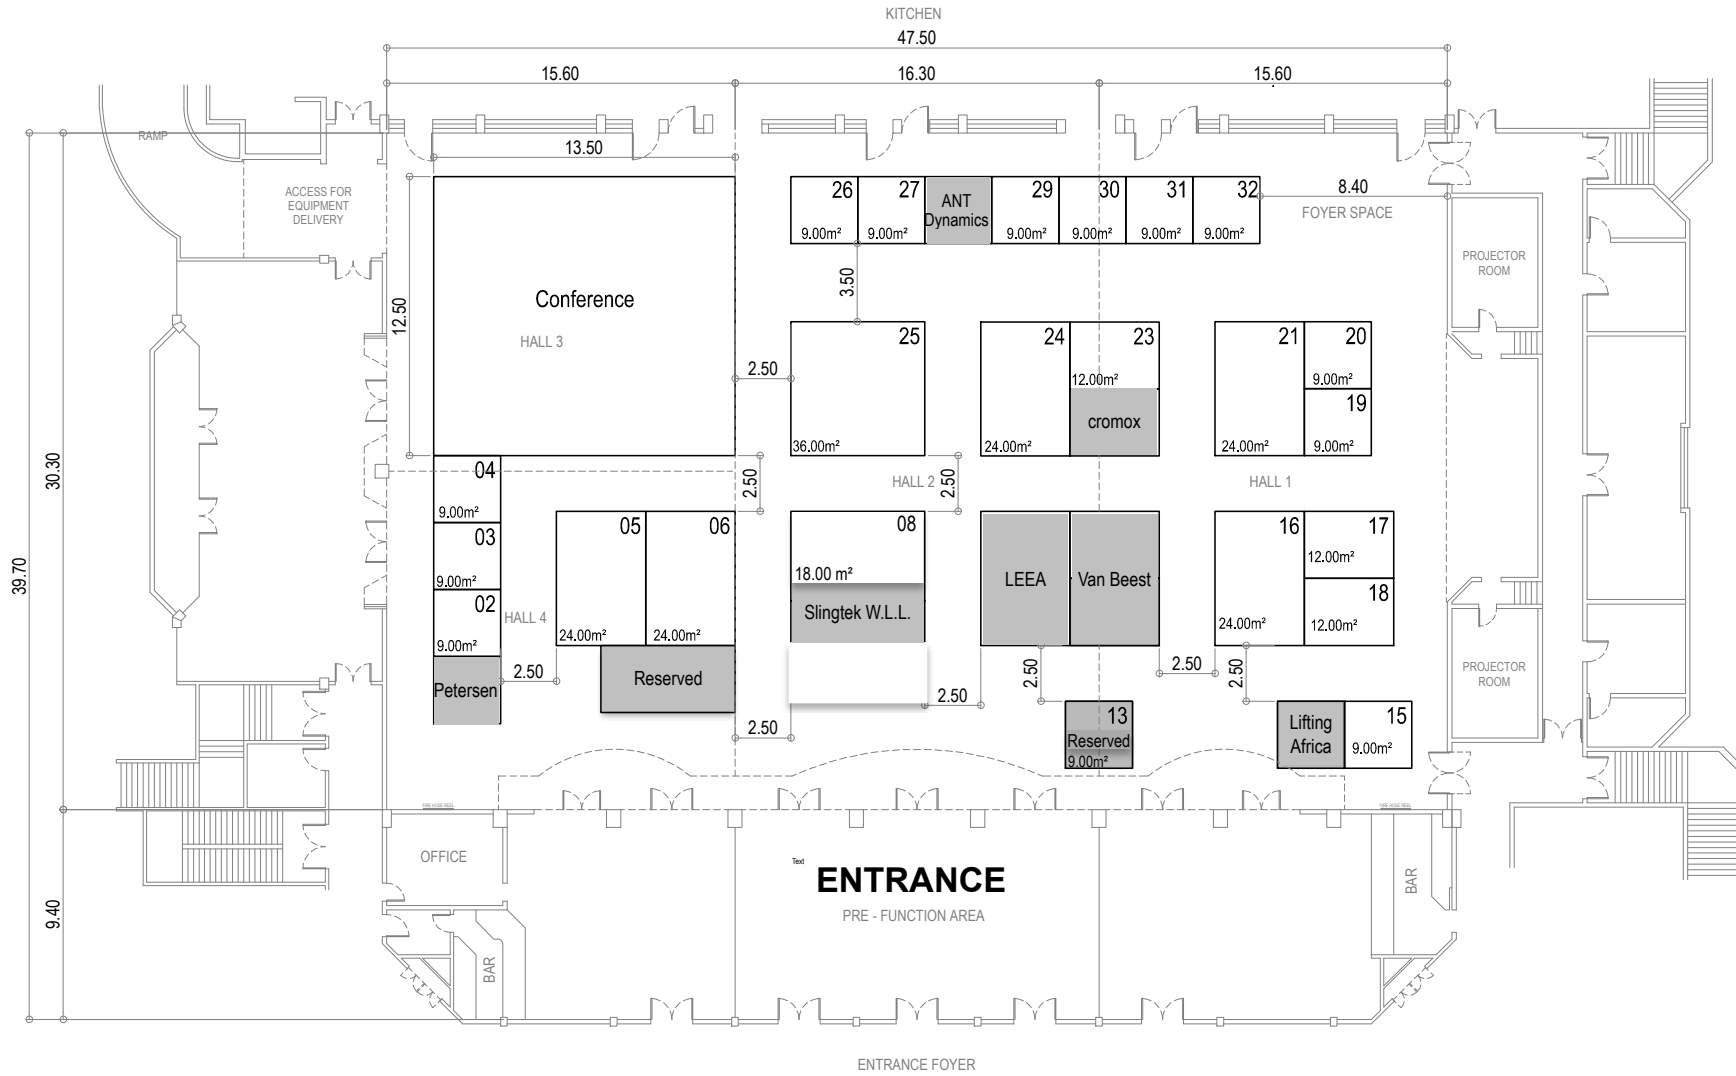 KITCHEN
47.50
15.60
16.30
15.60
RAMP
13.50
ACCESS FOR
EQUIPMENT
DELIVERY
26
9.00m²
27
9.00m²
ANT
Dynamics
29
9.00m²
30
9.00m²
31
9.00m²
32
9.00m²
8.40
FOYER SPACE
PROJECTOR
ROOM
3.50
Conference
HALL 3
12.50
2.50
25
36.00m²
24
24.00m²
23
12.00m²
cromox
21
24.00m²
20
9.00m²
19
9.00m²
30.30
39.70
2.50
HALL 2
2.50
HALL 1
04
9.00m²
03
9.00m²
02
9.00m²
Petersen
HALL 4
2.50
05
24.00m²
06
24.00m²
Reserved
08
18.00 m²
Slingtek W.L.L.
2.50
2.50
LEEA
Van Beest
2.50
2.50
2.50
16
24.00m²
17
12.00m²
18
12.00m²
PROJECTOR
ROOM
13
Reserved
9.00m²
Lifting
Africa
15
9.00m²
FIRE HOSE REEL
FIRE HOSE REEL
OFFICE
Text
ENTRANCE
PRE - FUNCTION AREA
BAR
BAR
9.40
ENTRANCE FOYER